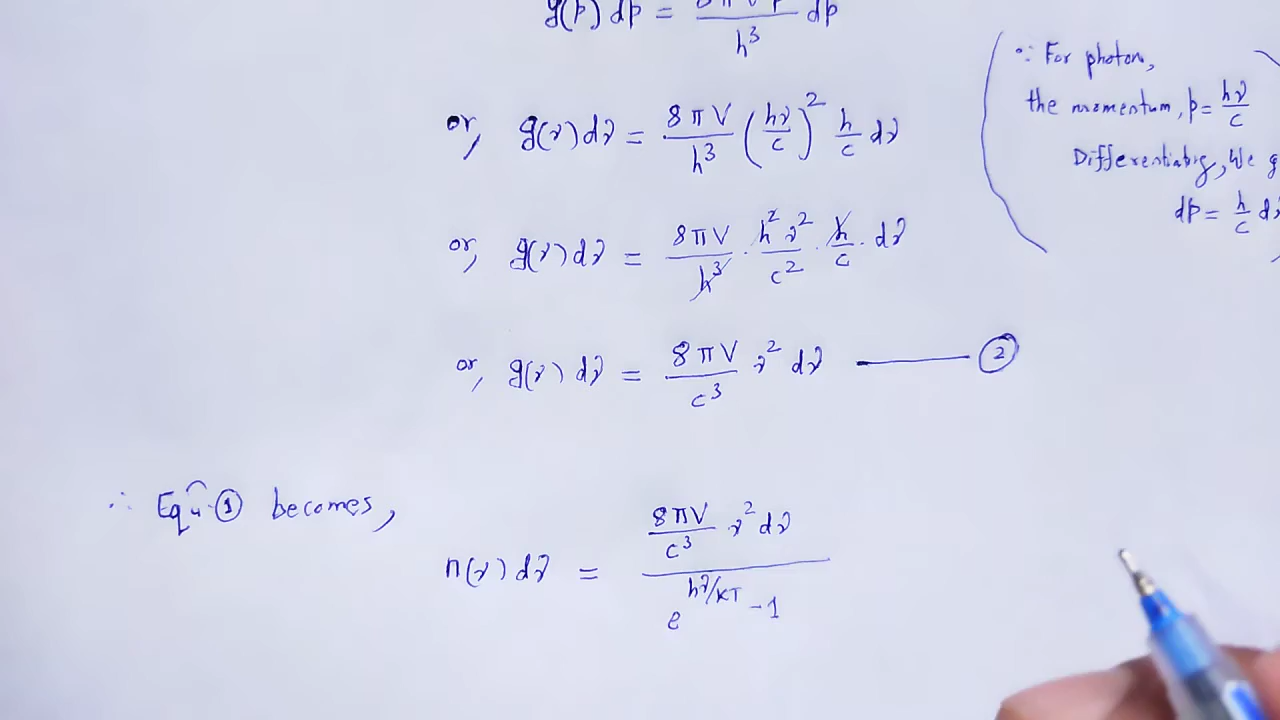 g(p) dp = 8πVp² / h³ dp
∵ For photon,
the momentum, p = hν/c
Differentiating, We g
dp = h/c dν
or, g(ν)dν = 8πV/h³ (hν/c)² h/c dν
or, g(ν)dν = 8πV/h³ · h²ν²/c² · h/c · dν
or, g(ν)dν = 8πV/c³ ν² dν —— ②
∴ Equ. ① becomes,
n(ν)dν = (8πV/c³ ν² dν) / (e^(hν/KT) - 1)